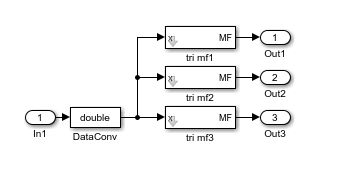 x MF 1
tri mf1 Out1
x MF 2
tri mf2 Out2
1 double x MF 3
In1 DataConv tri mf3 Out3